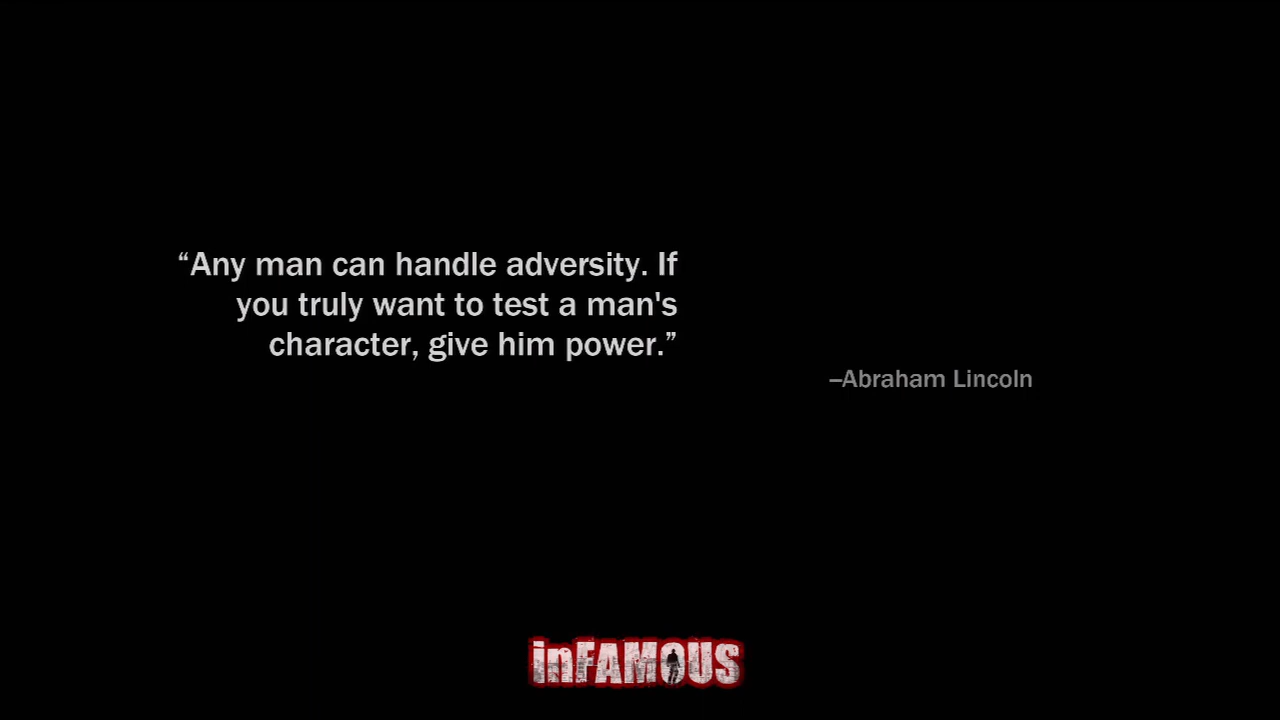 “Any man can handle adversity. If
you truly want to test a man's
character, give him power.”
–Abraham Lincoln
inFAMOUS